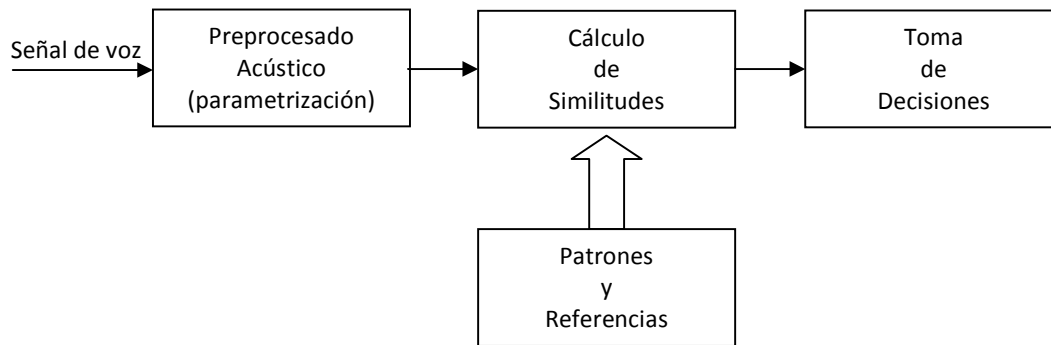 Señal de voz
Preprocesado
Acústico
(parametrización)
Cálculo
de
Similitudes
Toma
de
Decisiones
Patrones
y
Referencias